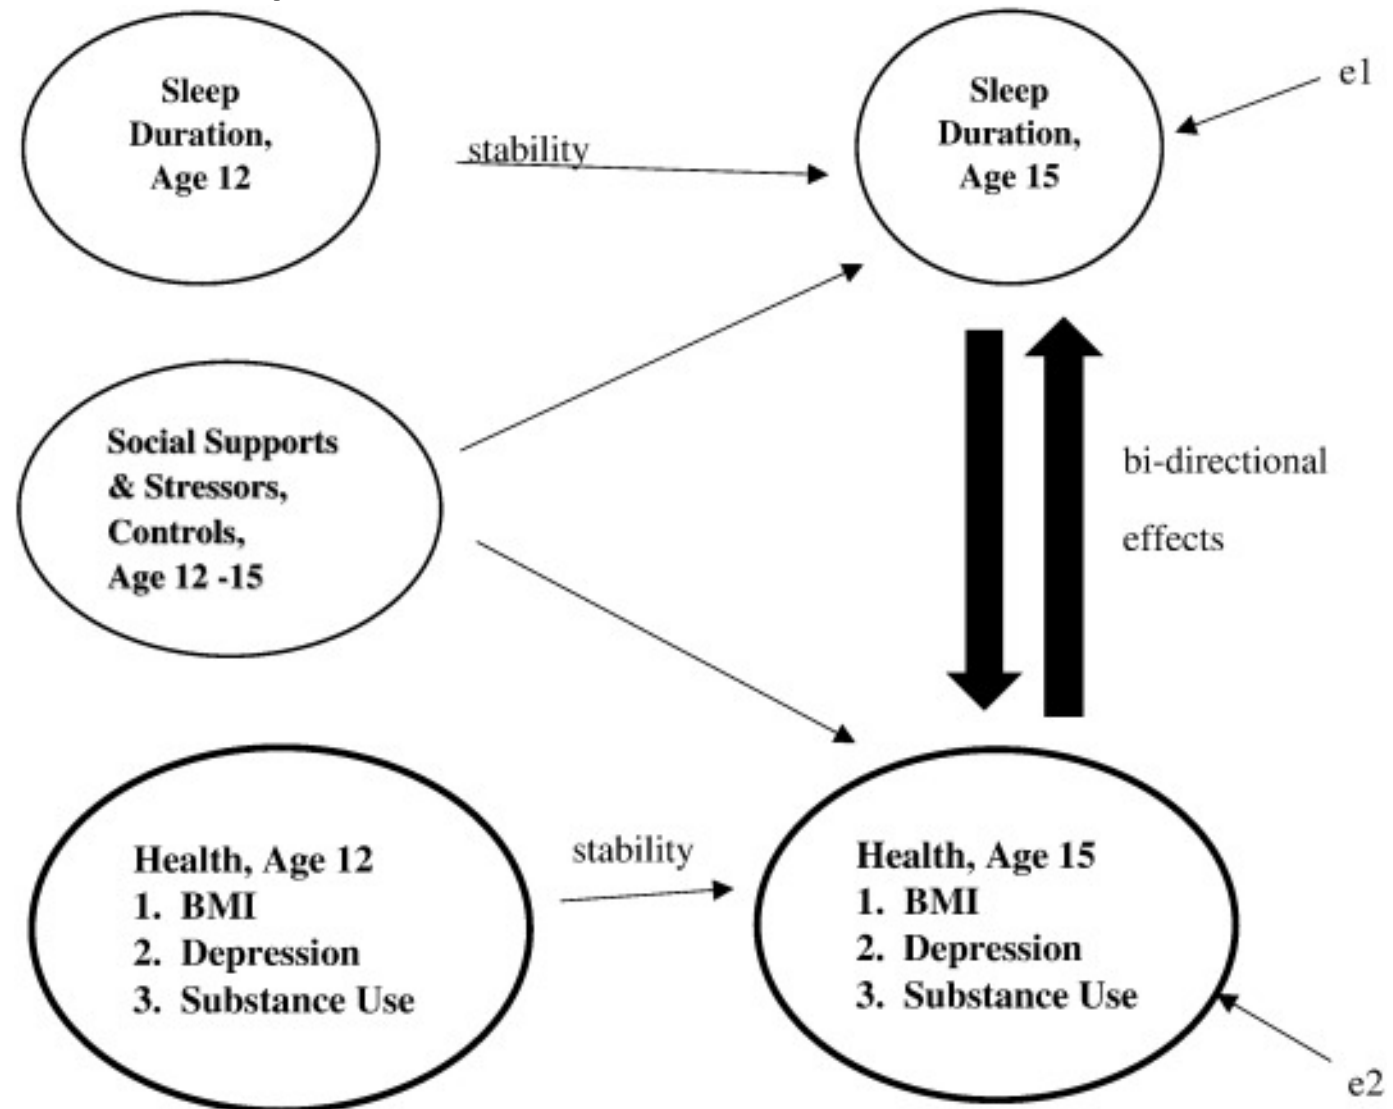 Sleep
Duration,
Age 12
stability
Sleep
Duration,
Age 15
e1
Social Supports
& Stressors,
Controls,
Age 12 -15
bi-directional
effects
Health, Age 12
1. BMI
2. Depression
3. Substance Use
stability
Health, Age 15
1. BMI
2. Depression
3. Substance Use
e2